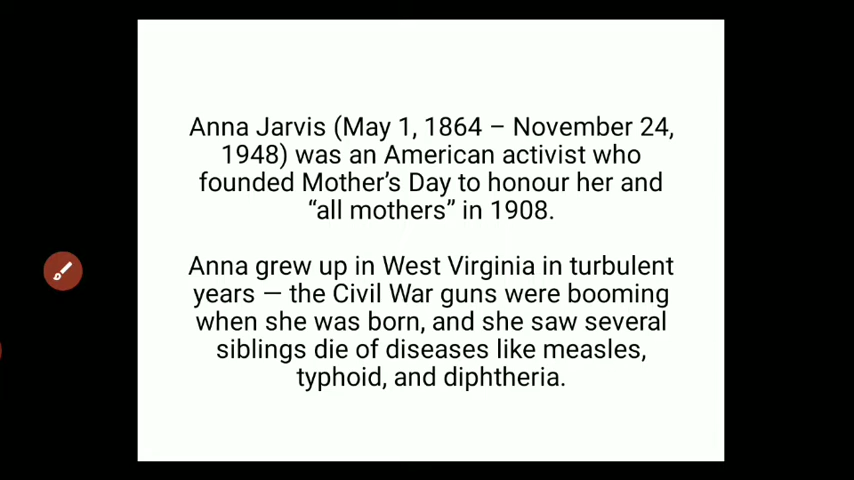 Anna Jarvis (May 1, 1864 – November 24,
1948) was an American activist who
founded Mother’s Day to honour her and
“all mothers” in 1908.
Anna grew up in West Virginia in turbulent
years — the Civil War guns were booming
when she was born, and she saw several
siblings die of diseases like measles,
typhoid, and diphtheria.